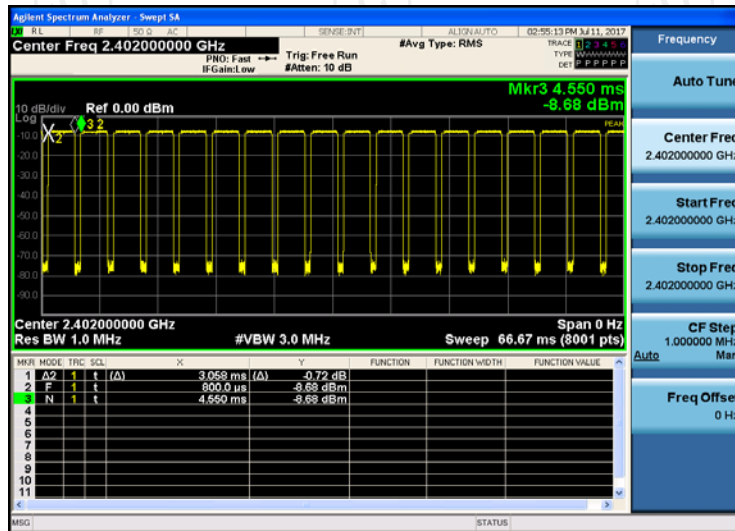 Agilent Spectrum Analyzer - Swept SA
RL RF 50 Ω AC SENSE:INT ALIGN AUTO 02:55:13 PM Jul 11, 2017
Center Freq 2.402000000 GHz
PNO: Fast
IFGain:Low
Trig: Free Run
#Atten: 10 dB
#Avg Type: RMS
TRACE 1 2 3 4 5 6
TYPE
DET P P P P P P
Mkr3 4.550 ms
-8.68 dBm
10 dB/div Ref 0.00 dBm
Log
PEAK
3 2
2
-10.0
-20.0
-30.0
-40.0
-50.0
-60.0
-70.0
-80.0
-90.0
Center 2.402000000 GHz Span 0 Hz
Res BW 1.0 MHz #VBW 3.0 MHz Sweep 66.67 ms (8001 pts)
MKR MODE TRC SCL X Y FUNCTION FUNCTION WIDTH FUNCTION VALUE
1 Δ2 1 t (Δ) 3.058 ms (Δ) -0.72 dB
2 F 1 t 800.0 us -8.68 dBm
3 N 1 t 4.550 ms -8.68 dBm
4
5
6
7
8
9
10
11
MSG STATUS
Frequency
Auto Tune
Center Freq
2.402000000 GHz
Start Freq
2.402000000 GHz
Stop Freq
2.402000000 GHz
CF Step
1.000000 MHz
Auto Man
Freq Offset
0 Hz